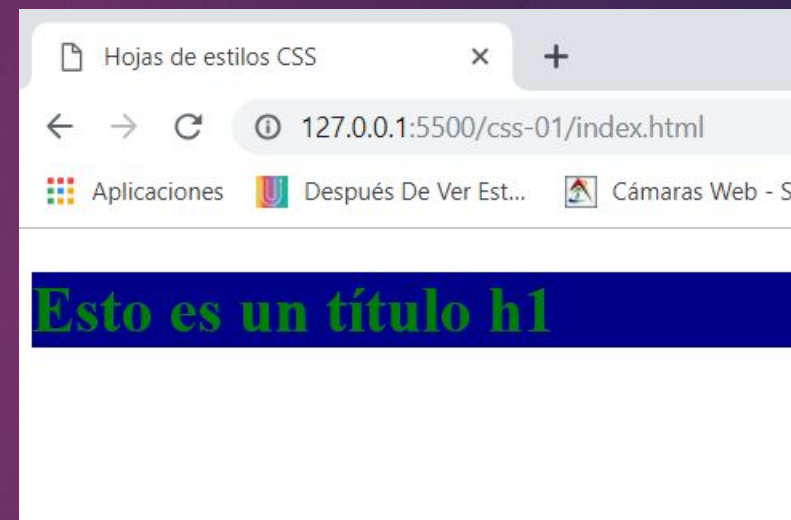 Hojas de estilos CSS
127.0.0.1:5500/css-01/index.html
Aplicaciones Después De Ver Est... Cámaras Web - S
Esto es un título h1